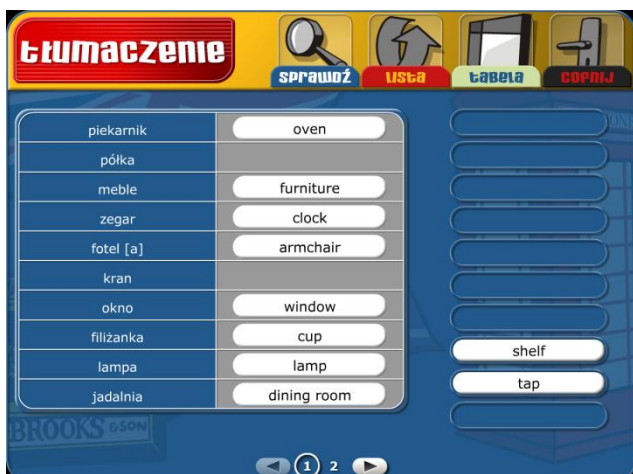 tłumaczenie
sprawdź
lista
tabela
cofnij
piekarnik oven
półka
meble furniture
zegar clock
fotel [a] armchair
kran
okno window
filiżanka cup
lampa lamp
jadalnia dining room
shelf
tap
BROOKS & SON
1 2